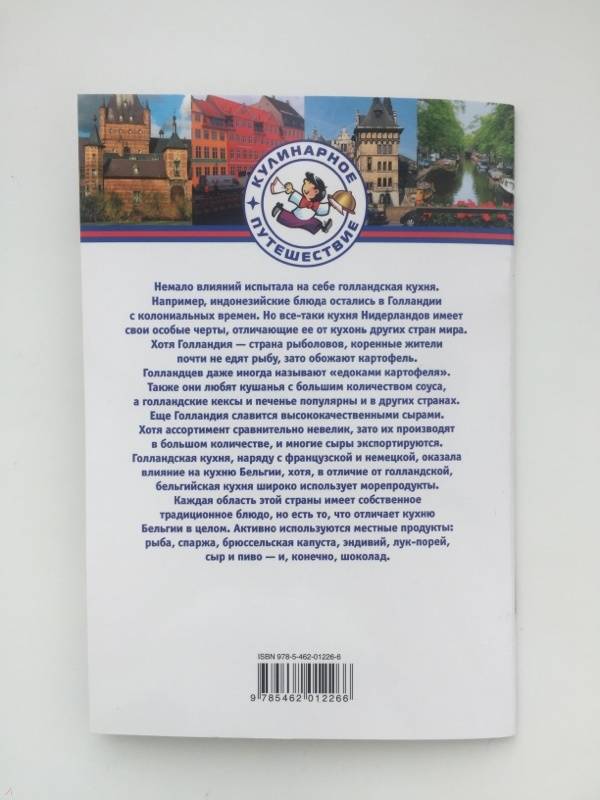 КУЛИНАРНОЕ
ПУТЕШЕСТВИЕ
Немало влияний испытала на себе голландская кухня.
Например, индонезийские блюда остались в Голландии
с колониальных времен. Но все-таки кухня Нидерландов имеет
свои особые черты, отличающие ее от кухонь других стран мира.
Хотя Голландия — страна рыболовов, коренные жители
почти не едят рыбу, зато обожают картофель.
Голландцев даже иногда называют «едоками картофеля».
Также они любят кушанья с большим количеством соуса,
а голландские кексы и печенье популярны и в других странах.
Еще Голландия славится высококачественными сырами.
Хотя ассортимент сравнительно невелик, зато их производят
в большом количестве, и многие сыры экспортируются.
Голландская кухня, наряду с французской и немецкой, оказала
влияние на кухню Бельгии, хотя, в отличие от голландской,
бельгийская кухня широко использует морепродукты.
Каждая область этой страны имеет собственное
традиционное блюдо, но есть то, что отличает кухню
Бельгии в целом. Активно используются местные продукты:
рыба, спаржа, брюссельская капуста, эндивий, лук-порей,
сыр и пиво — и, конечно, шоколад.
ISBN 978-5-462-01226-6
9 785462 012266